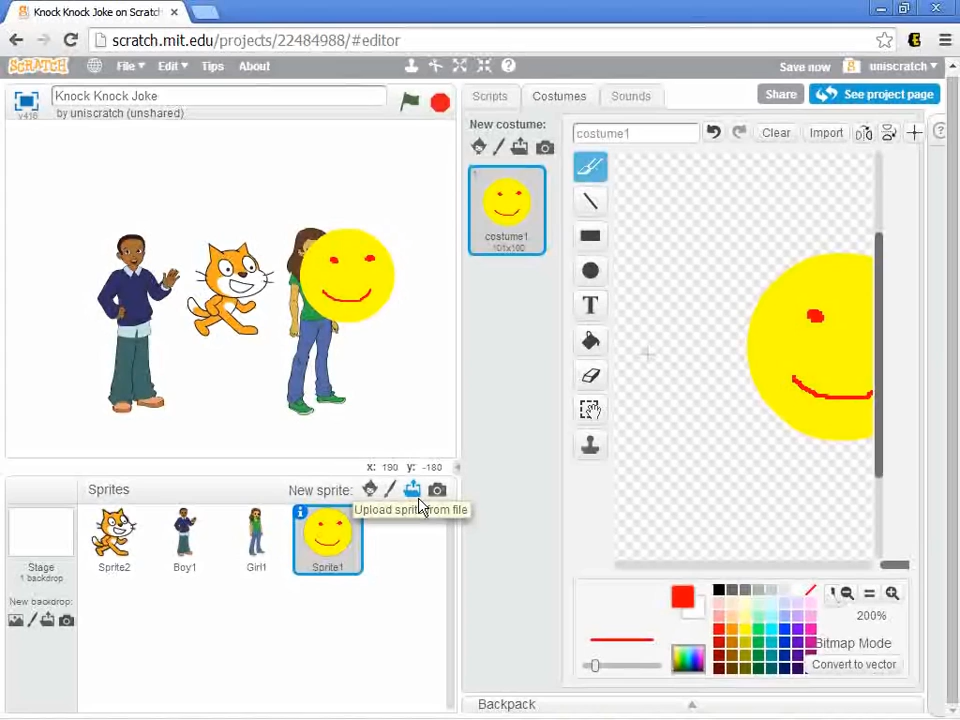 Knock Knock Joke on Scratch
scratch.mit.edu/projects/22484988/#editor
SCRATCH
File
Edit
Tips
About
Save now
uniscratch
Knock Knock Joke
by uniscratch (unshared)
v418
Scripts
Costumes
Sounds
Share
See project page
New costume:
costume1
Clear
Import
1
costume1
101x100
T
x: 190 y: -180
Sprites
New sprite:
Upload sprite from file
Stage
1 backdrop
New backdrop:
Sprite2
Boy1
Girl1
Sprite1
200%
Bitmap Mode
Convert to vector
Backpack